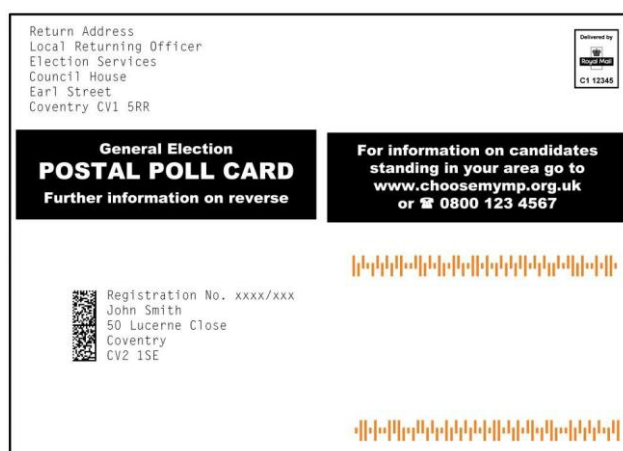 Return Address
Local Returning Officer
Election Services
Council House
Earl Street
Coventry CV1 5RR
Delivered by
Royal Mail
C1 12345
General Election
POSTAL POLL CARD
Further information on reverse
For information on candidates
standing in your area go to
www.choosemymp.org.uk
or ☎ 0800 123 4567
Registration No. xxxx/xxx
John Smith
50 Lucerne Close
Coventry
CV2 1SE